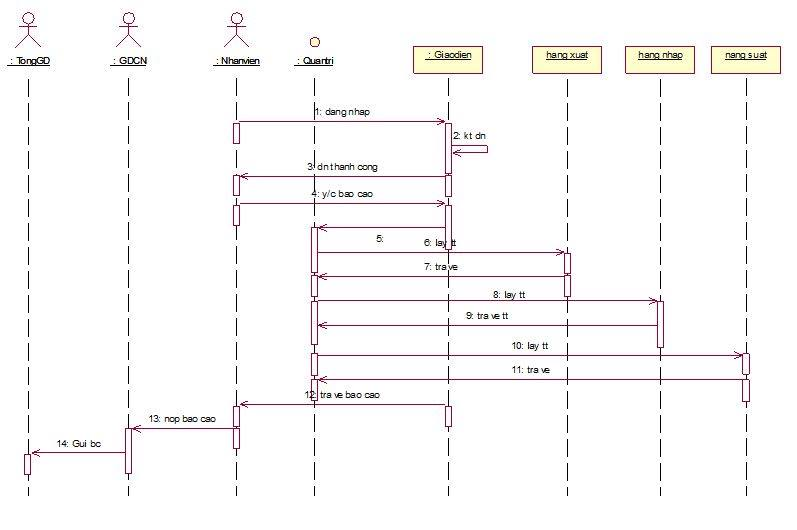 : TongGD
: GDCN
: Nhanvien
: Quantri
: Giaodien
hang xuat
hang nhap
nang suat
1: dang nhap
2: kt dn
3: dn thanh cong
4: y/c bao cao
5:
6: lay tt
7: tra ve
8: lay tt
9: tra ve tt
10: lay tt
11: tra ve
12: tra ve bao cao
13: nop bao cao
14: Gui bc